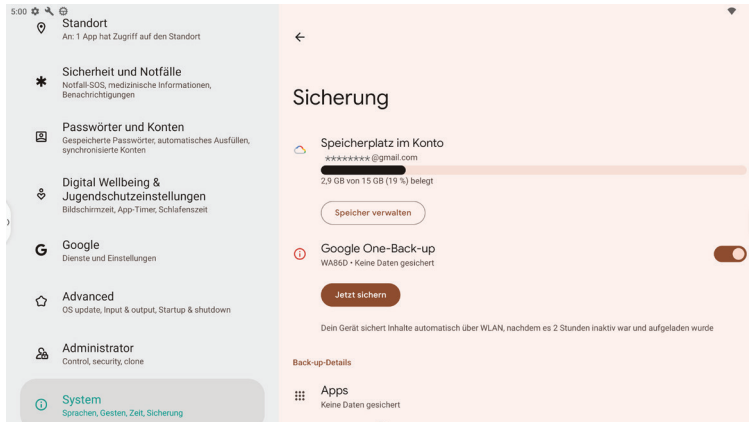 5:00
Standort
An: 1 App hat Zugriff auf den Standort
Sicherheit und Notfälle
Notfall-SOS, medizinische Informationen,
Benachrichtigungen
Passwörter und Konten
Gespeicherte Passwörter, automatisches Ausfüllen,
synchronisierte Konten
Digital Wellbeing &
Jugendschutzeinstellungen
Bildschirmzeit, App-Timer, Schlafenszeit
Google
Dienste und Einstellungen
Advanced
OS update, Input & output, Startup & shutdown
Administrator
Control, security, clone
System
Sprachen, Gesten, Zeit, Sicherung
Sicherung
Speicherplatz im Konto
********@gmail.com
2,9 GB von 15 GB (19 %) belegt
Speicher verwalten
Google One-Back-up
WA86D • Keine Daten gesichert
Jetzt sichern
Dein Gerät sichert Inhalte automatisch über WLAN, nachdem es 2 Stunden inaktiv war und aufgeladen wurde
Back-up-Details
Apps
Keine Daten gesichert